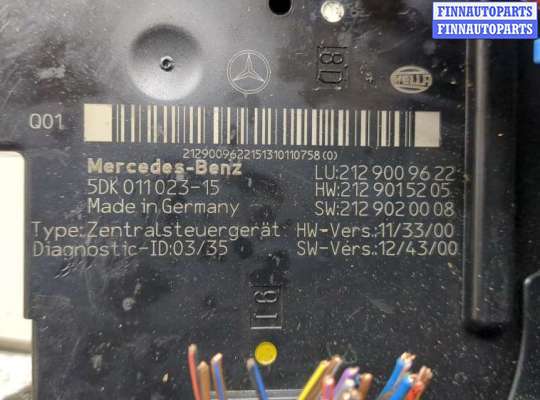 FINNAUTOPARTS
FINNAUTOPARTS
HELLA
Q01
2129009622151310110758(0)
Mercedes-Benz
LU:212 900 96 22
5DK 011 023-15
HW:212 901 52 05
Made in Germany
SW:212 902 00 08
Type:Zentralsteuergerät
HW-Vers.:11/33/00
Diagnostic-ID:03/35
SW-Vers.:12/43/00